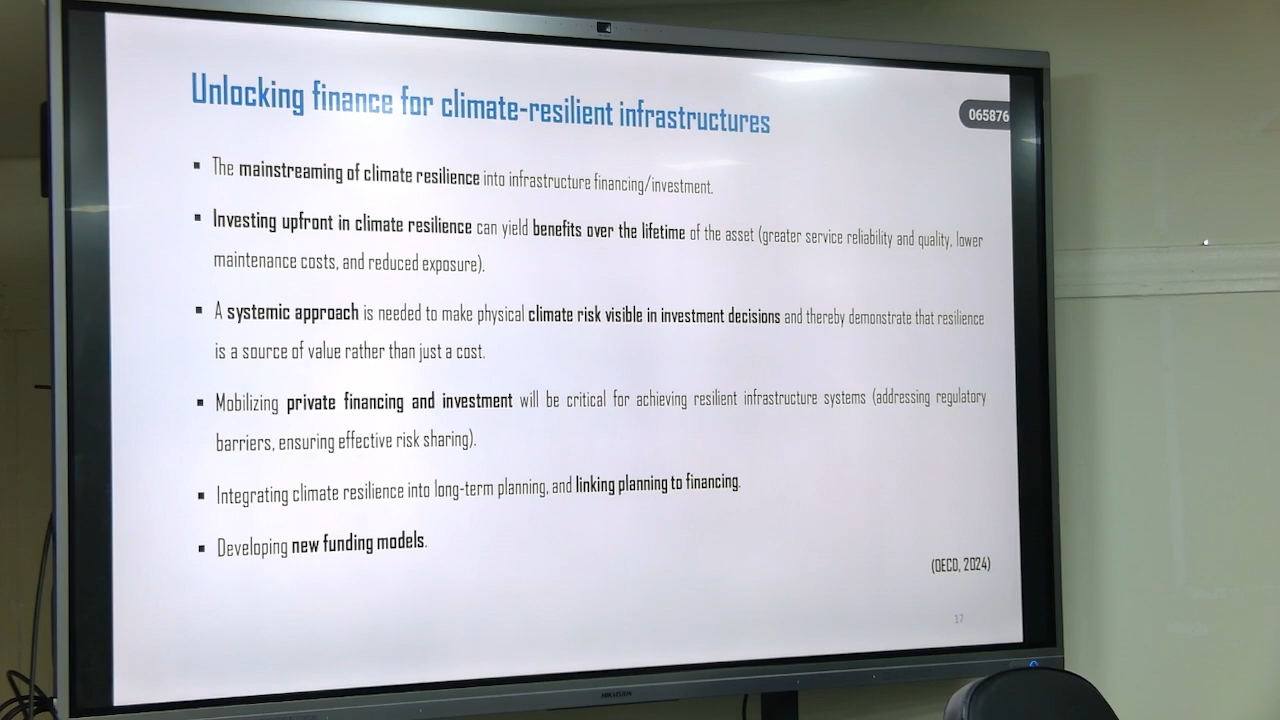 Unlocking finance for climate-resilient infrastructures
065876
▪ The mainstreaming of climate resilience into infrastructure financing/investment.
▪ Investing upfront in climate resilience can yield benefits over the lifetime of the asset (greater service reliability and quality, lower
maintenance costs, and reduced exposure).
▪ A systemic approach is needed to make physical climate risk visible in investment decisions and thereby demonstrate that resilience
is a source of value rather than just a cost.
▪ Mobilizing private financing and investment will be critical for achieving resilient infrastructure systems (addressing regulatory
barriers, ensuring effective risk sharing).
▪ Integrating climate resilience into long-term planning, and linking planning to financing.
▪ Developing new funding models.
(OECD, 2024)
17
HIKVISION